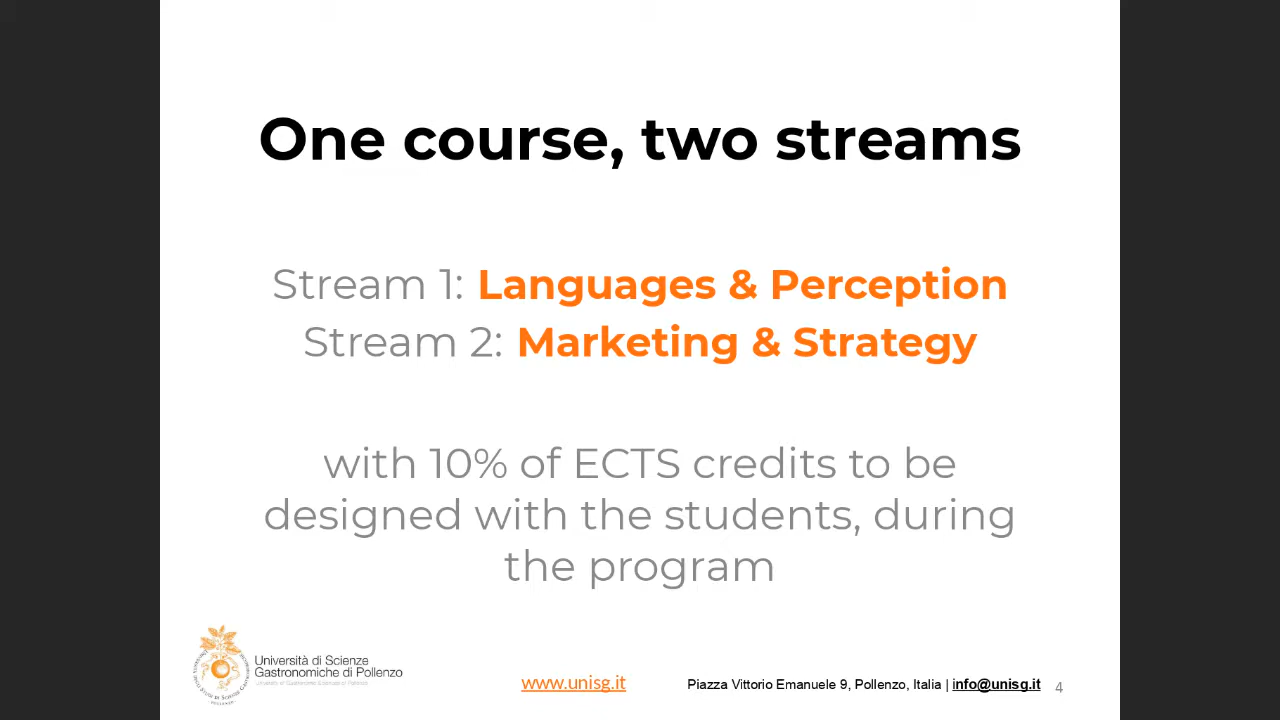 One course, two streams
Stream 1: Languages & Perception
Stream 2: Marketing & Strategy
with 10% of ECTS credits to be
designed with the students, during
the program
Università di Scienze
Gastronomiche di Pollenzo
www.unisg.it
Piazza Vittorio Emanuele 9, Pollenzo, Italia | info@unisg.it
4